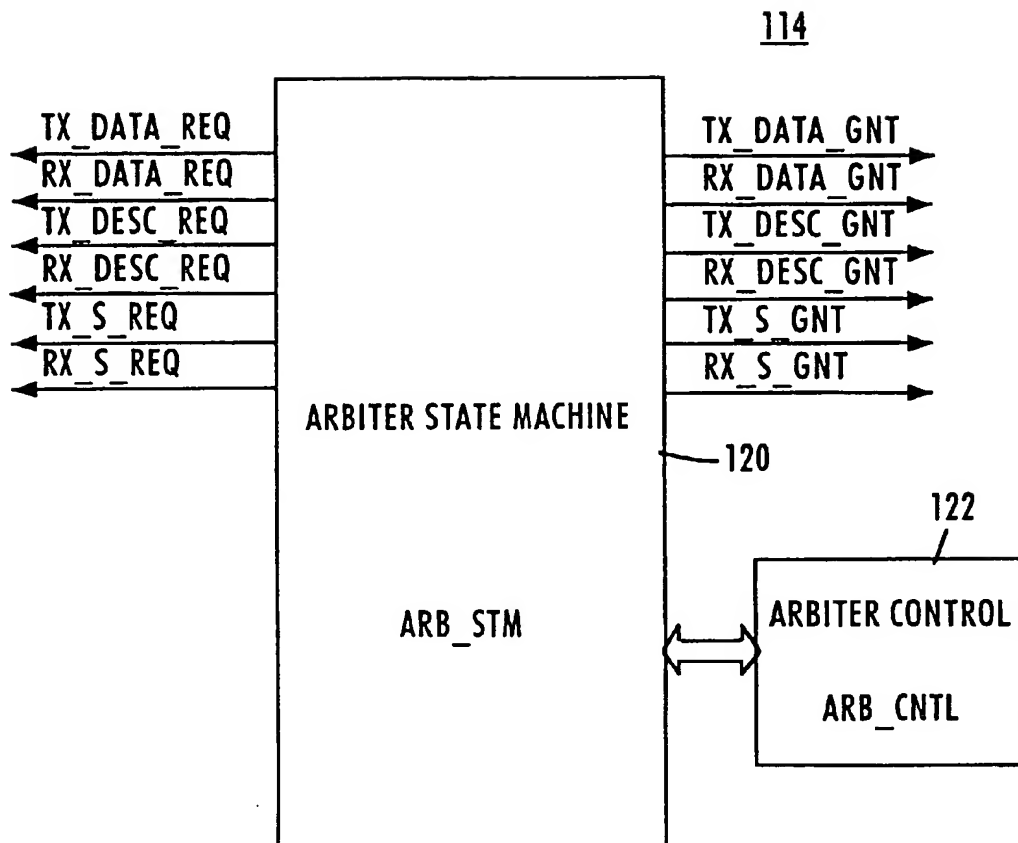 114
TX_DATA_REQ
RX_DATA_REQ
TX_DESC_REQ
RX_DESC_REQ
TX_S_REQ
RX_S_REQ
TX_DATA_GNT
RX_DATA_GNT
TX_DESC_GNT
RX_DESC_GNT
TX_S_GNT
RX_S_GNT
ARBITER STATE MACHINE
120
ARB_STM
122
ARBITER CONTROL
ARB_CNTL